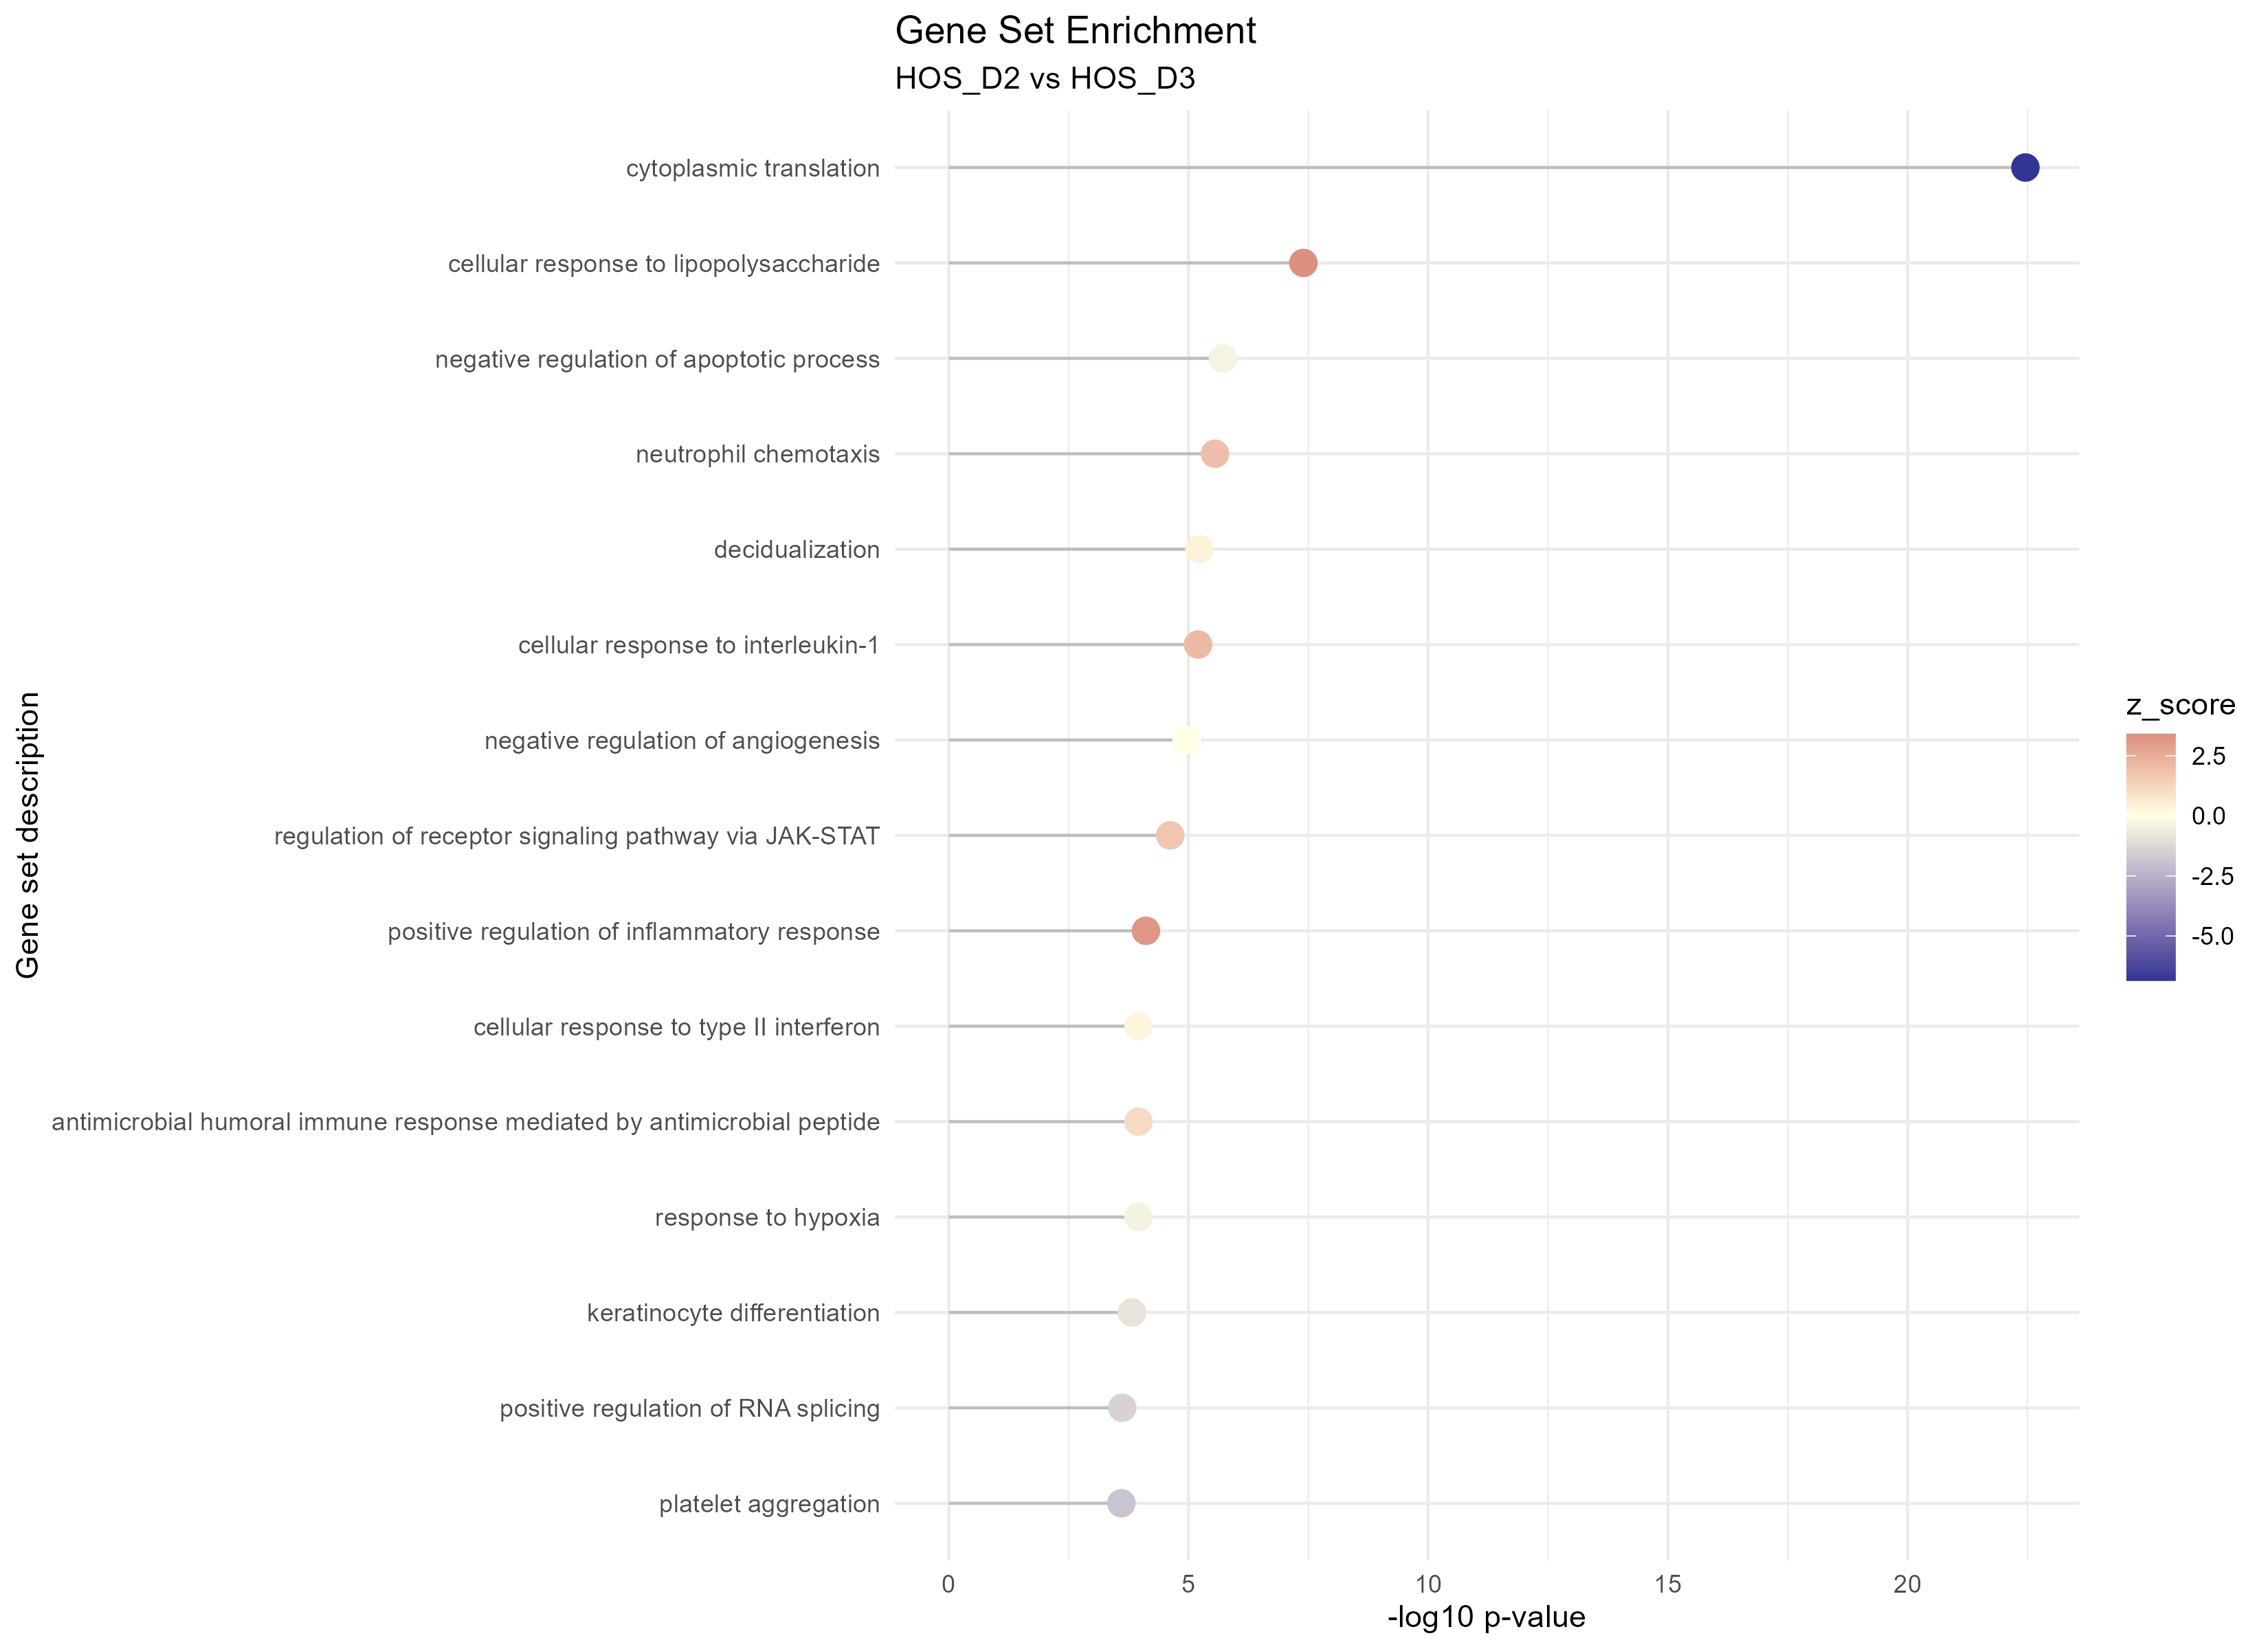 Gene Set Enrichment
HOS_D2 vs HOS_D3
cytoplasmic translation
cellular response to lipopolysaccharide
negative regulation of apoptotic process
neutrophil chemotaxis
decidualization
cellular response to interleukin-1
negative regulation of angiogenesis
regulation of receptor signaling pathway via JAK-STAT
positive regulation of inflammatory response
cellular response to type II interferon
antimicrobial humoral immune response mediated by antimicrobial peptide
response to hypoxia
keratinocyte differentiation
positive regulation of RNA splicing
platelet aggregation
Gene set description
0 5 10 15 20
-log10 p-value
z_score
2.5
0.0
-2.5
-5.0